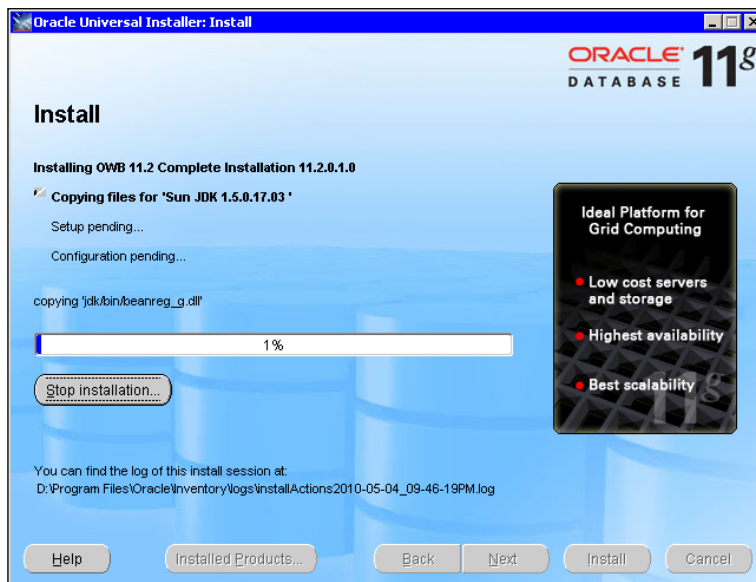 Oracle Universal Installer: Install
ORACLE
DATABASE 11g
Install
Installing OWB 11.2 Complete Installation 11.2.0.1.0
Copying files for 'Sun JDK 1.5.0.17.03 '
Setup pending...
Configuration pending...
copying 'jdk/bin/beanreg_g.dll'
1%
Stop installation...
Ideal Platform for
Grid Computing
Low cost servers
and storage
Highest availability
Best scalability
11g
You can find the log of this install session at:
D:\Program Files\Oracle\Inventory\logs\installActions2010-05-04_09-46-19PM.log
Help
Installed Products...
Back
Next
Install
Cancel